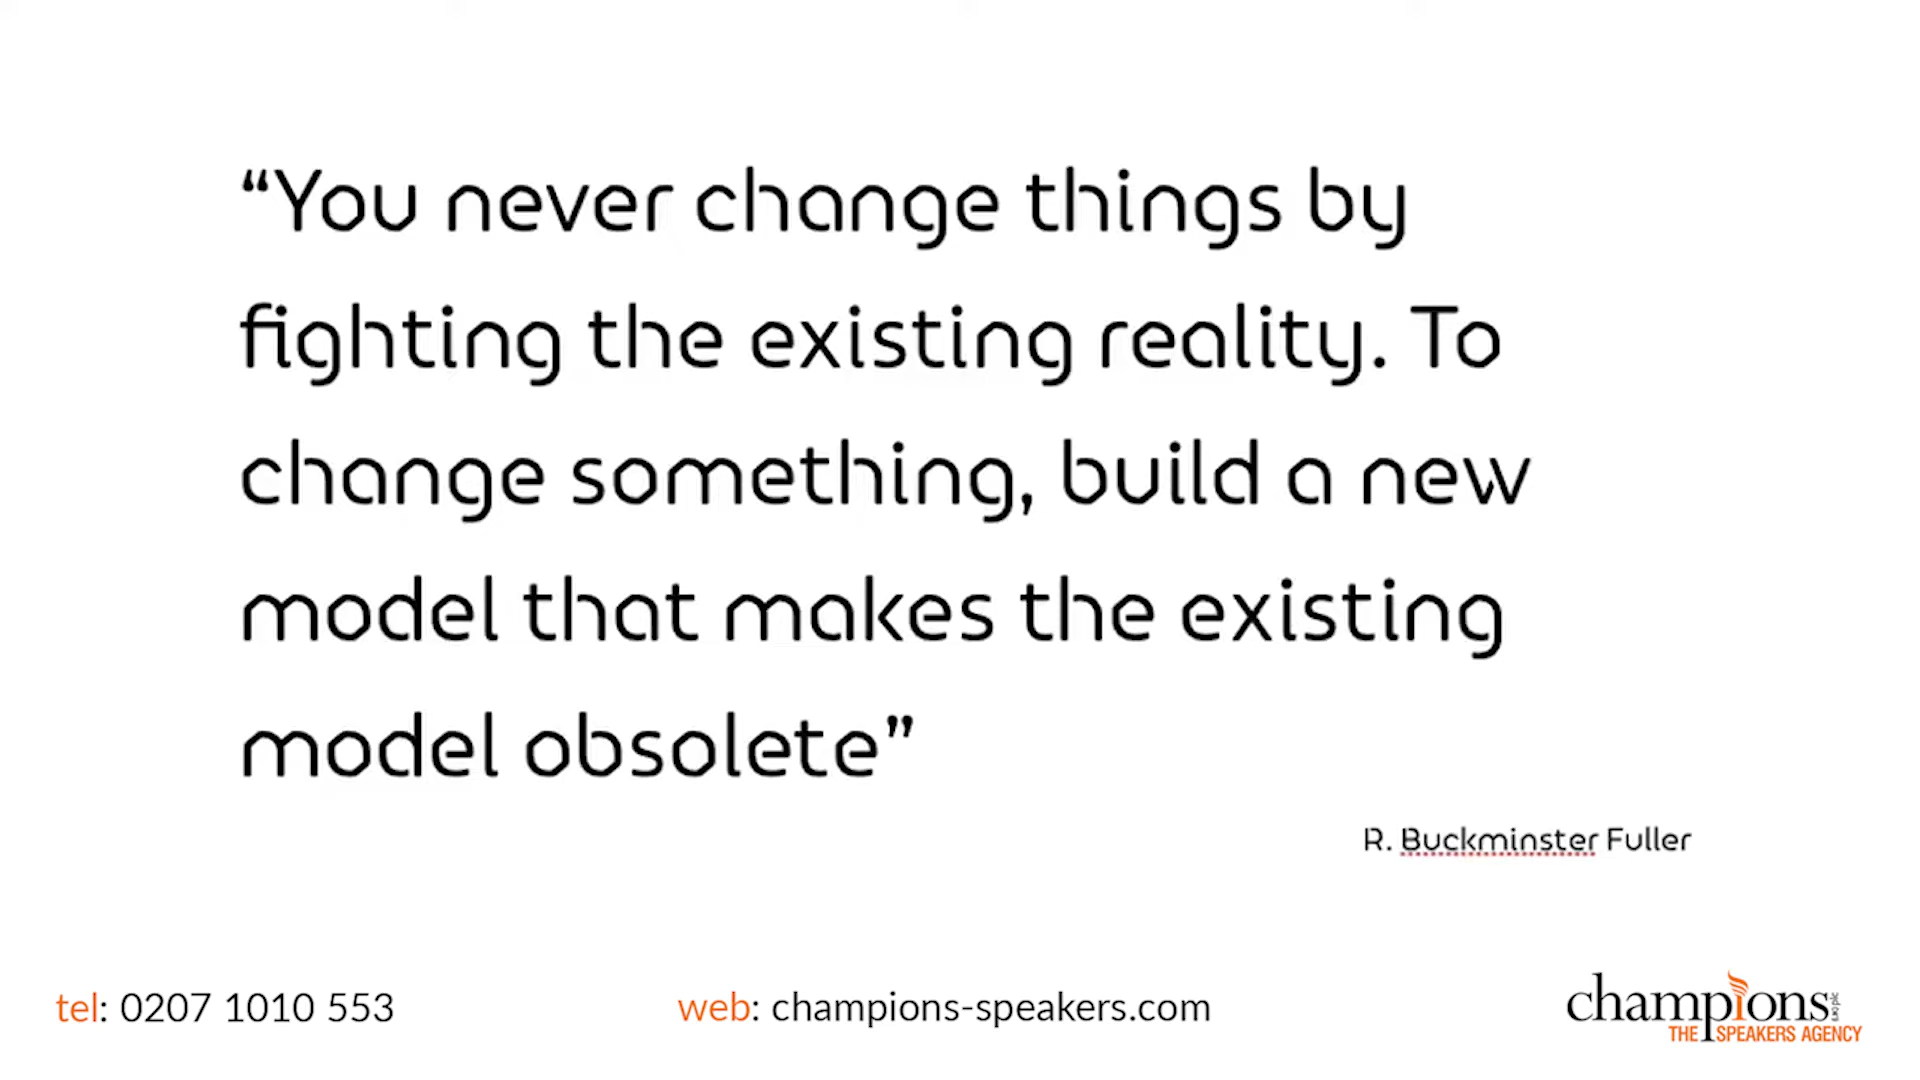 “You never change things by
fighting the existing reality. To
change something, build a new
model that makes the existing
model obsolete”
R. Buckminster Fuller
tel: 0207 1010 553
web: champions-speakers.com
champions
THE SPEAKERS AGENCY